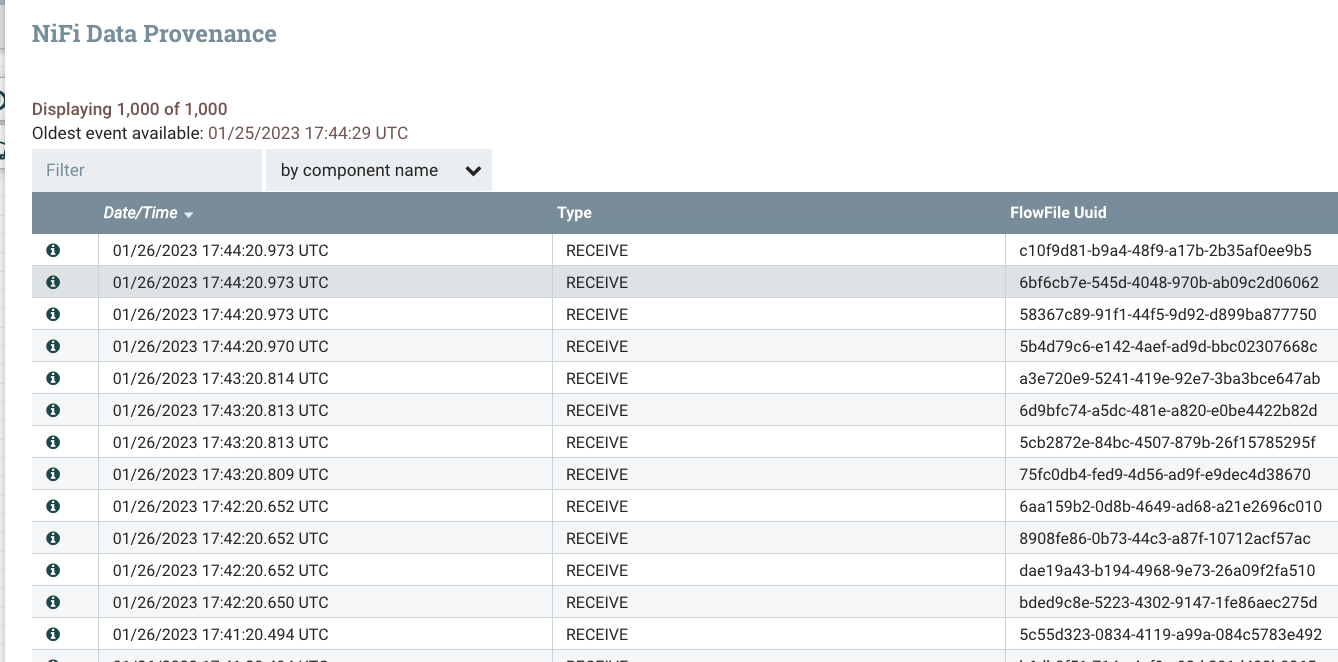 NiFi Data Provenance
Displaying 1,000 of 1,000
Oldest event available: 01/25/2023 17:44:29 UTC
Filter by component name
Date/Time Type FlowFile Uuid
01/26/2023 17:44:20.973 UTC RECEIVE c10f9d81-b9a4-48f9-a17b-2b35af0ee9b5
01/26/2023 17:44:20.973 UTC RECEIVE 6bf6cb7e-545d-4048-970b-ab09c2d06062
01/26/2023 17:44:20.973 UTC RECEIVE 58367c89-91f1-44f5-9d92-d899ba877750
01/26/2023 17:44:20.970 UTC RECEIVE 5b4d79c6-e142-4aef-ad9d-bbc02307668c
01/26/2023 17:43:20.814 UTC RECEIVE a3e720e9-5241-419e-92e7-3ba3bce647ab
01/26/2023 17:43:20.813 UTC RECEIVE 6d9bfc74-a5dc-481e-a820-e0be4422b82d
01/26/2023 17:43:20.813 UTC RECEIVE 5cb2872e-84bc-4507-879b-26f15785295f
01/26/2023 17:43:20.809 UTC RECEIVE 75fc0db4-fed9-4d56-ad9f-e9dec4d38670
01/26/2023 17:42:20.652 UTC RECEIVE 6aa159b2-0d8b-4649-ad68-a21e2696c010
01/26/2023 17:42:20.652 UTC RECEIVE 8908fe86-0b73-44c3-a87f-10712acf57ac
01/26/2023 17:42:20.652 UTC RECEIVE dae19a43-b194-4968-9e73-26a09f2fa510
01/26/2023 17:42:20.650 UTC RECEIVE bded9c8e-5223-4302-9147-1fe86aec275d
01/26/2023 17:41:20.494 UTC RECEIVE 5c55d323-0834-4119-a99a-084c5783e492